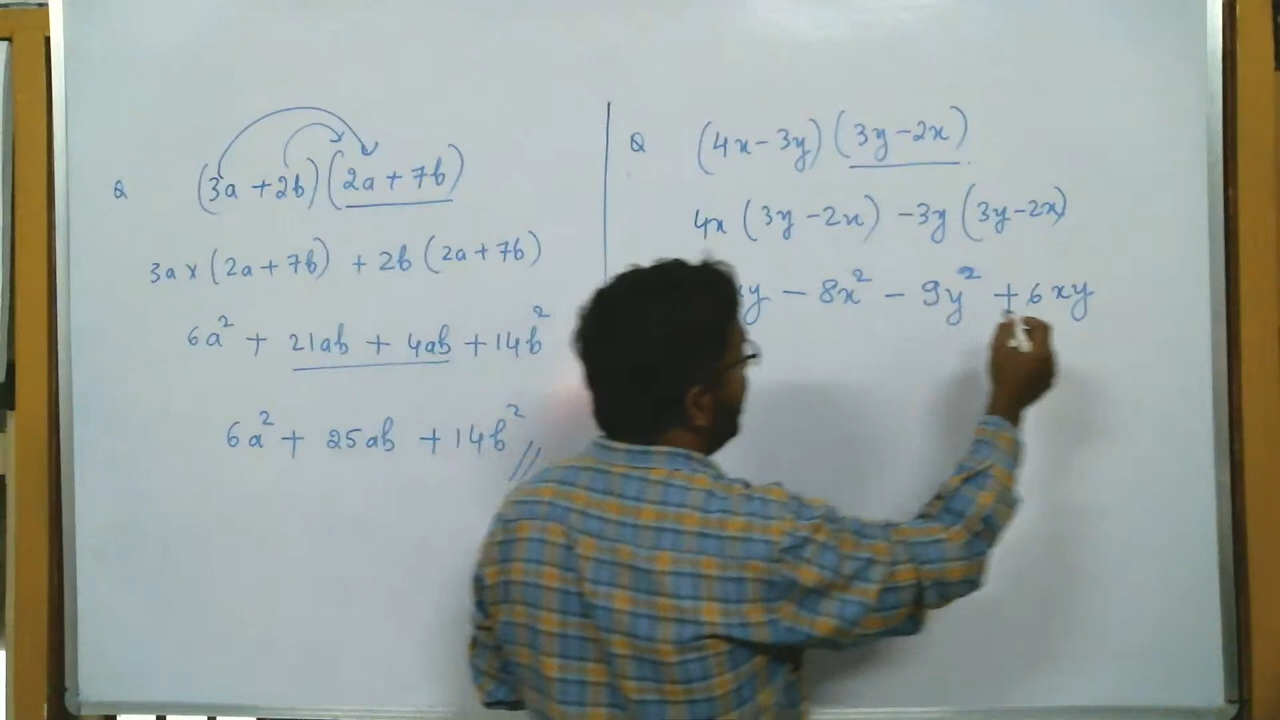 Q (3a + 2b) (2a + 7b)
3a x (2a + 7b) + 2b (2a + 7b)
6a² + 21ab + 4ab + 14b²
6a² + 25ab + 14b² //
Q (4x - 3y) (3y - 2x)
4x (3y - 2x) - 3y (3y - 2x)
y - 8x² - 9y² + 6xy